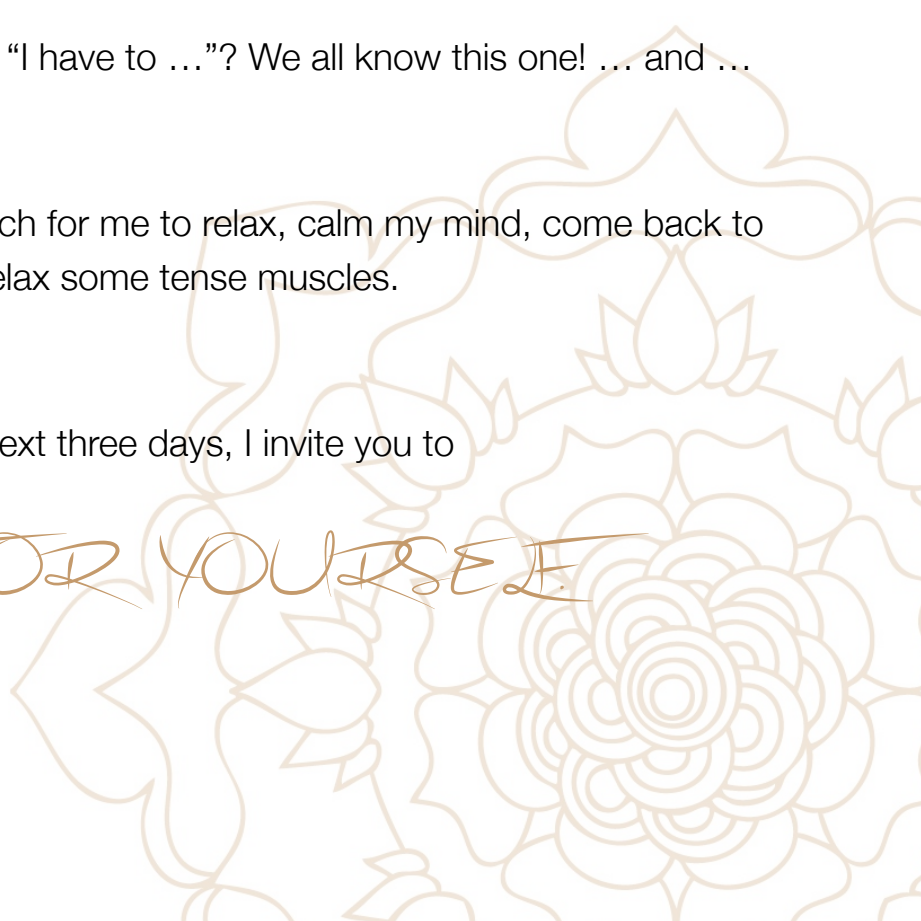 “I have to …”? We all know this one! … and …
ch for me to relax, calm my mind, come back to
elax some tense muscles.
ext three days, I invite you to
OR YOURSELF.